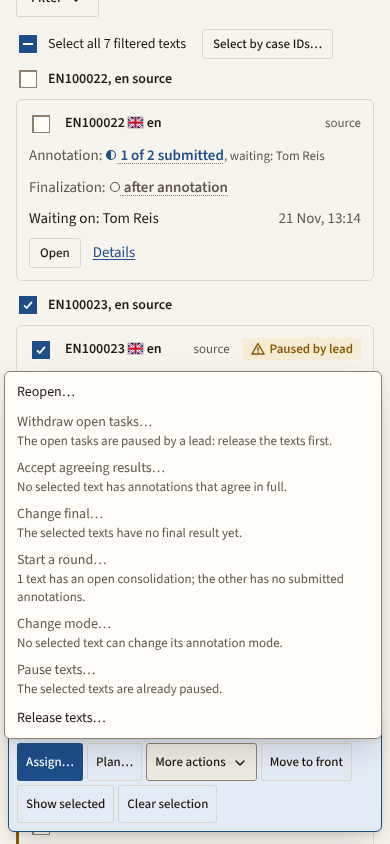 Filter
Select all 7 filtered texts
Select by case IDs…
EN100022, en source
EN100022 🇬🇧 en
source
Annotation: 1 of 2 submitted, waiting: Tom Reis
Finalization: after annotation
Waiting on: Tom Reis
21 Nov, 13:14
Open
Details
EN100023, en source
EN100023 🇬🇧 en
source
Paused by lead
Reopen…
Withdraw open tasks…
The open tasks are paused by a lead: release the texts first.
Accept agreeing results…
No selected text has annotations that agree in full.
Change final…
The selected texts have no final result yet.
Start a round…
1 text has an open consolidation; the other has no submitted
annotations.
Change mode…
No selected text can change its annotation mode.
Pause texts…
The selected texts are already paused.
Release texts…
Assign…
Plan…
More actions
Move to front
Show selected
Clear selection